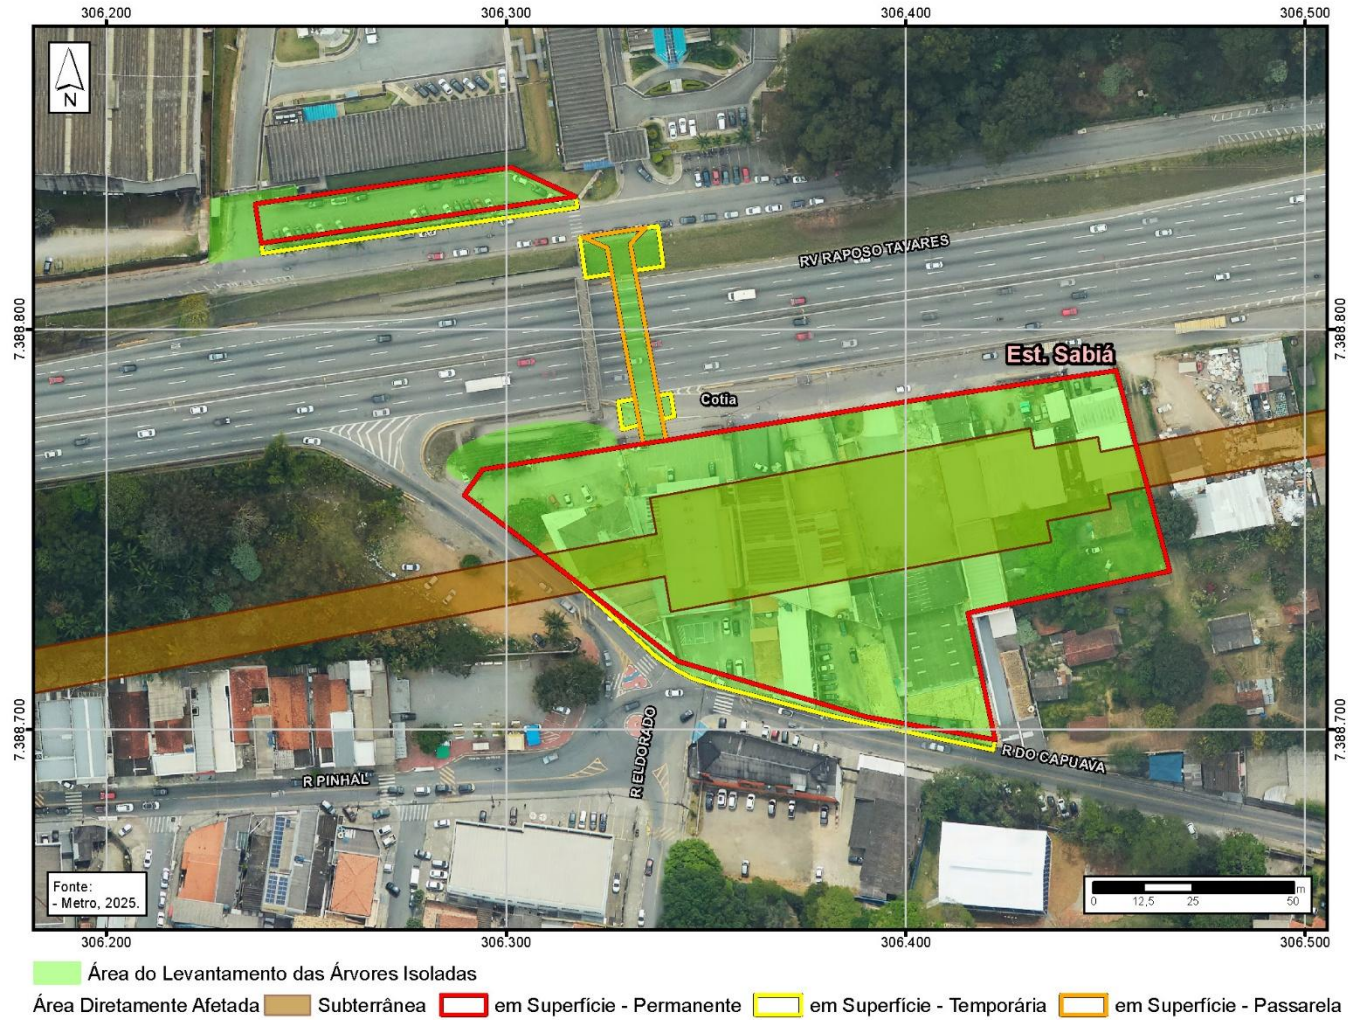 306.200 306.300 306.400 306.500
N
RV RAPOSO TAVARES
7.388.800 7.388.800
Est. Sabiá
Cotia
R ELDORADO
7.388.700 7.388.700
R DO CAPUAVA
R PINHAL
Fonte:
- Metro, 2025.
m
0 12,5 25 50
306.200 306.300 306.400 306.500
Área do Levantamento das Árvores Isoladas
Área Diretamente Afetada Subterrânea em Superfície - Permanente em Superfície - Temporária em Superfície - Passarela